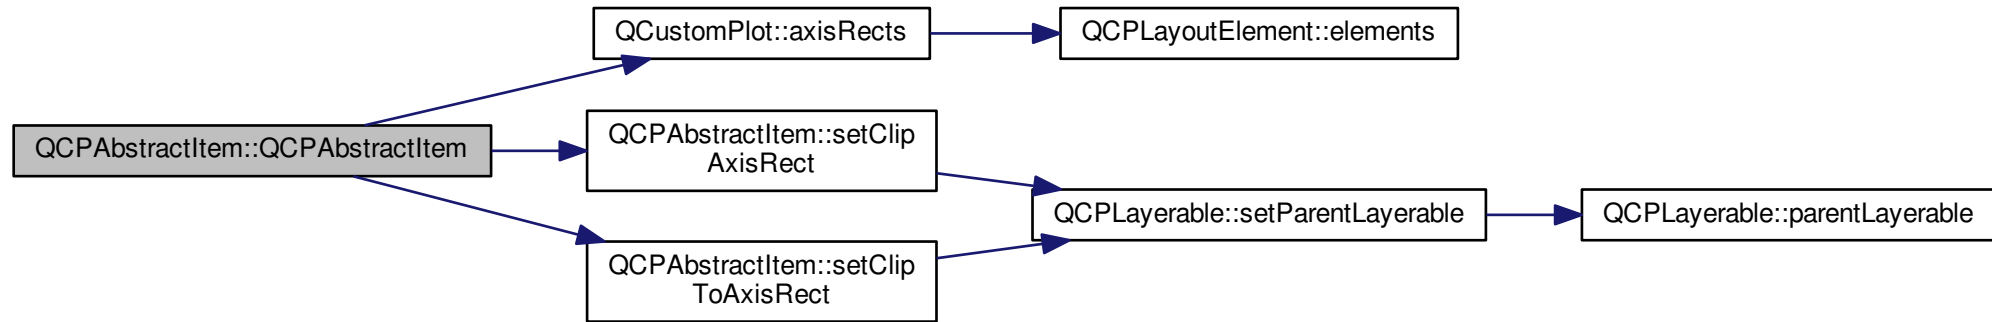 QCustomPlot::axisRects
QCPLayoutElement::elements
QCPAbstractItem::QCPAbstractItem
QCPAbstractItem::setClip
AxisRect
QCPLayerable::setParentLayerable
QCPLayerable::parentLayerable
QCPAbstractItem::setClip
ToAxisRect